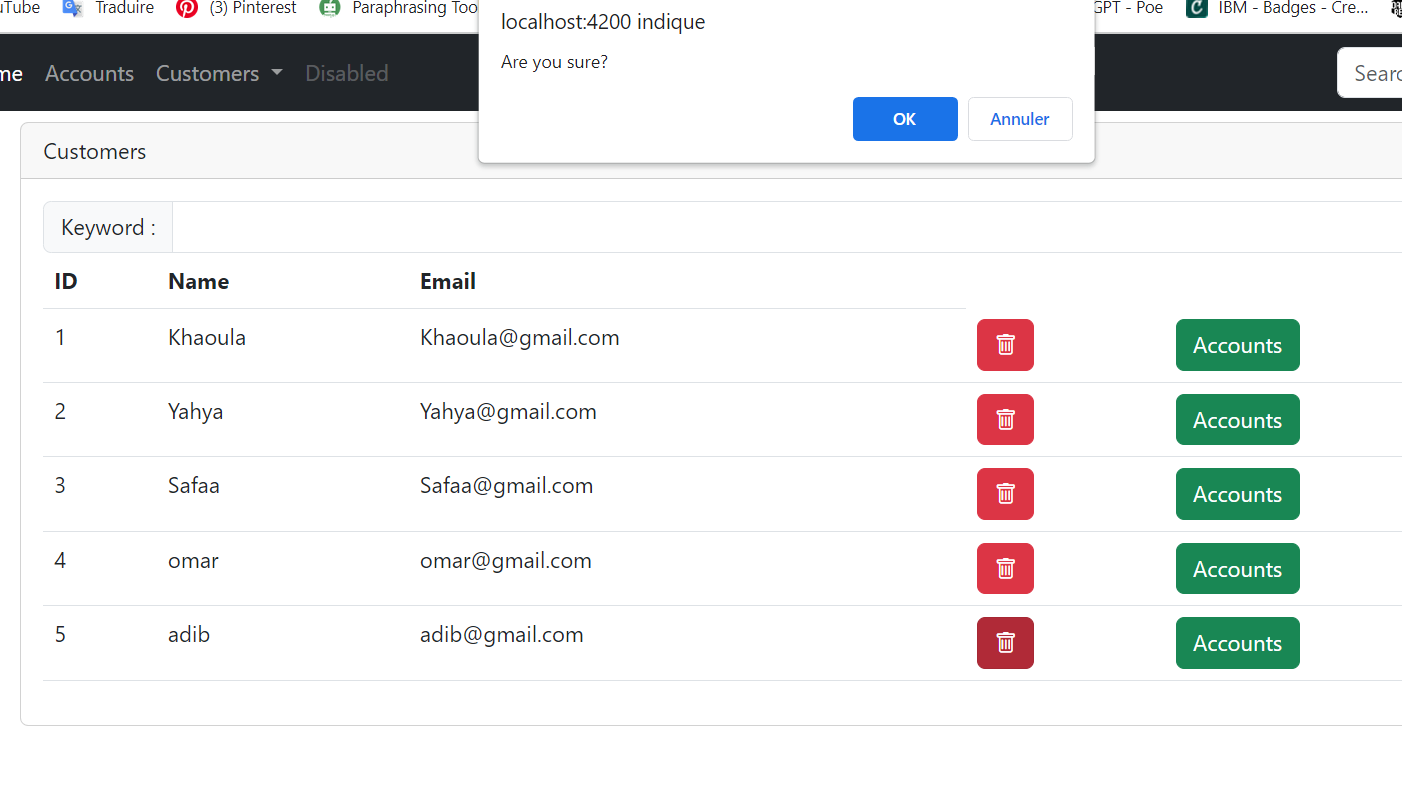 uTube Traduire (3) Pinterest Paraphrasing Too GPT - Poe IBM - Badges - Cre...
localhost:4200 indique
Are you sure?
OK Annuler
me Accounts Customers Disabled Searc
Customers
Keyword :
ID Name Email
1 Khaoula Khaoula@gmail.com Accounts
2 Yahya Yahya@gmail.com Accounts
3 Safaa Safaa@gmail.com Accounts
4 omar omar@gmail.com Accounts
5 adib adib@gmail.com Accounts